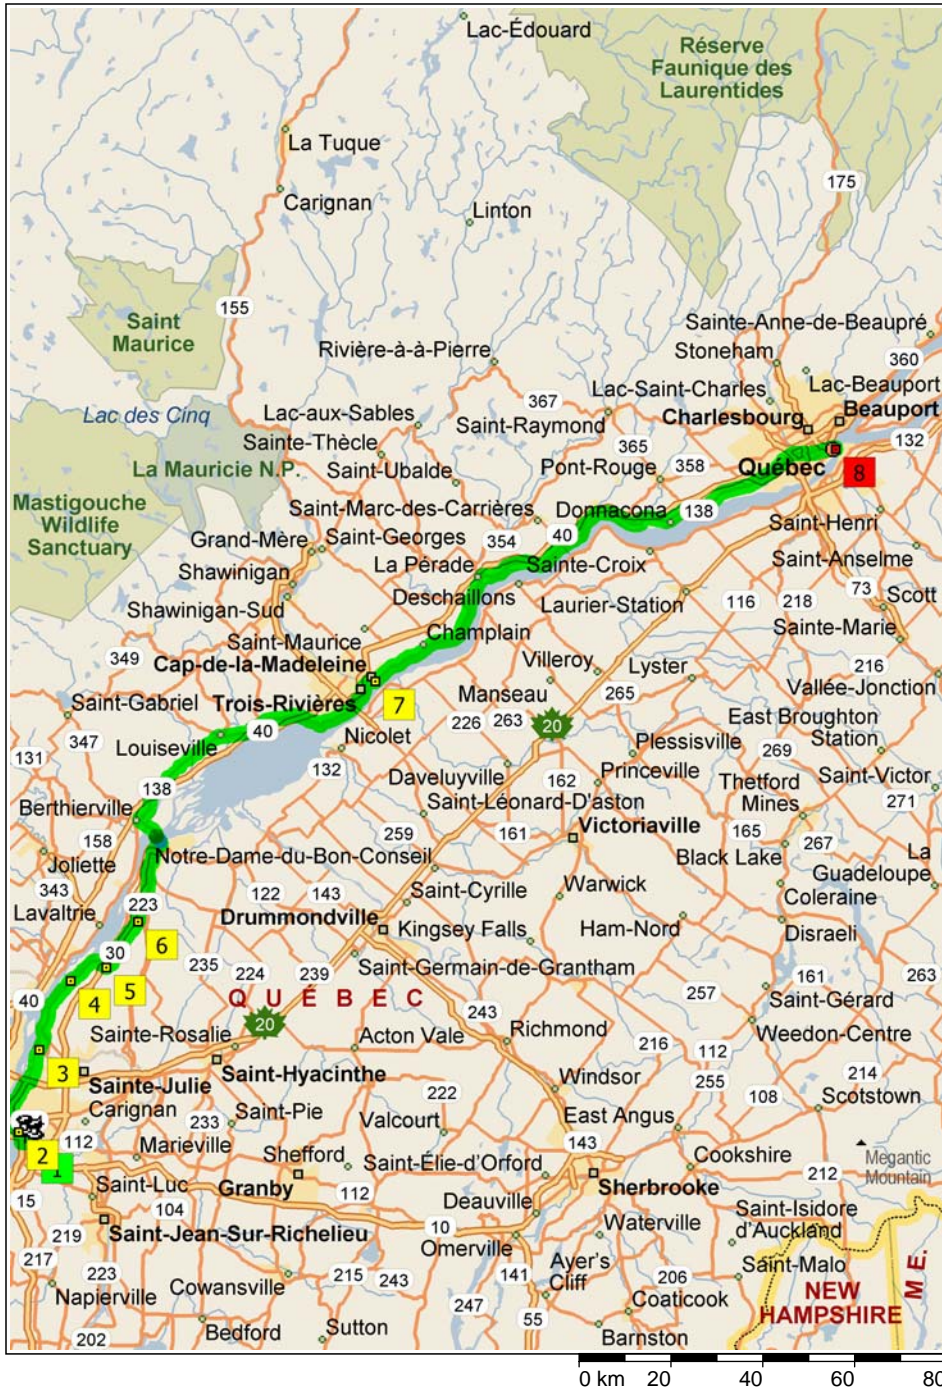 Lac-Édouard
Réserve
Faunique des
Laurentides
La Tuque
175
Carignan
Linton
155
Saint
Maurice
Sainte-Anne-de-Beaupré
Rivière-à-à-Pierre
Stoneham
360
367
Lac-Saint-Charles
Lac-Beauport
Lac des Cinq
Lac-aux-Sables
Saint-Raymond
Charlesbourg
Beauport
Sainte-Thècle
365
132
La Mauricie N.P.
Saint-Ubalde
Pont-Rouge
358
Québec
8
Mastigouche
Wildlife
Sanctuary
Saint-Marc-des-Carrières
Donnacona
138
Saint-Henri
Grand-Mère
Saint-Georges
354
40
La Pérade
Sainte-Croix
Saint-Anselme
Shawinigan
Deschaillons
Laurier-Station
116
218
73
Scott
Shawinigan-Sud
Saint-Maurice
Champlain
Sainte-Marie
349
Cap-de-la-Madeleine
Villeroy
Lyster
216
Saint-Gabriel
Trois-Rivières
7
Manseau
265
Vallée-Jonction
226
263
20
East Broughton
Station
347
Louiseville
40
Nicolet
Plessisville
269
131
132
Daveluyville
162
Princeville
Thetford
Mines
Saint-Victor
138
Berthierville
Saint-Léonard-D'aston
271
259
161
Victoriaville
165
267
158
Joliette
Notre-Dame-du-Bon-Conseil
Black Lake
La
Guadeloupe
343
122
143
Saint-Cyrille
Warwick
Coleraine
Lavaltrie
223
Drummondville
Kingsey Falls
Ham-Nord
Disraeli
6
30
235
224
239
Saint-Germain-de-Grantham
161
263
5
4
40
QUÉBEC
257
Saint-Gérard
20
243
Sainte-Rosalie
Acton Vale
Richmond
216
Weedon-Centre
112
3
Sainte-Julie
Saint-Hyacinthe
Windsor
255
214
Carignan
222
108
Scotstown
233
Saint-Pie
Valcourt
East Angus
2
112
1
Marieville
Shefford
143
Saint-Élie-d'Orford
Cookshire
212
Megantic
Mountain
15
Saint-Luc
Granby
112
Deauville
Sherbrooke
104
Saint-Isidore
d'Auckland
219
Saint-Jean-Sur-Richelieu
10
Omerville
Waterville
217
223
215
243
141
Ayer's
Cliff
206
Saint-Malo
M E.
Napierville
Cowansville
247
Coaticook
NEW
HAMPSHIRE
202
Bedford
Sutton
55
Barnston
0 km 20 40 60 80